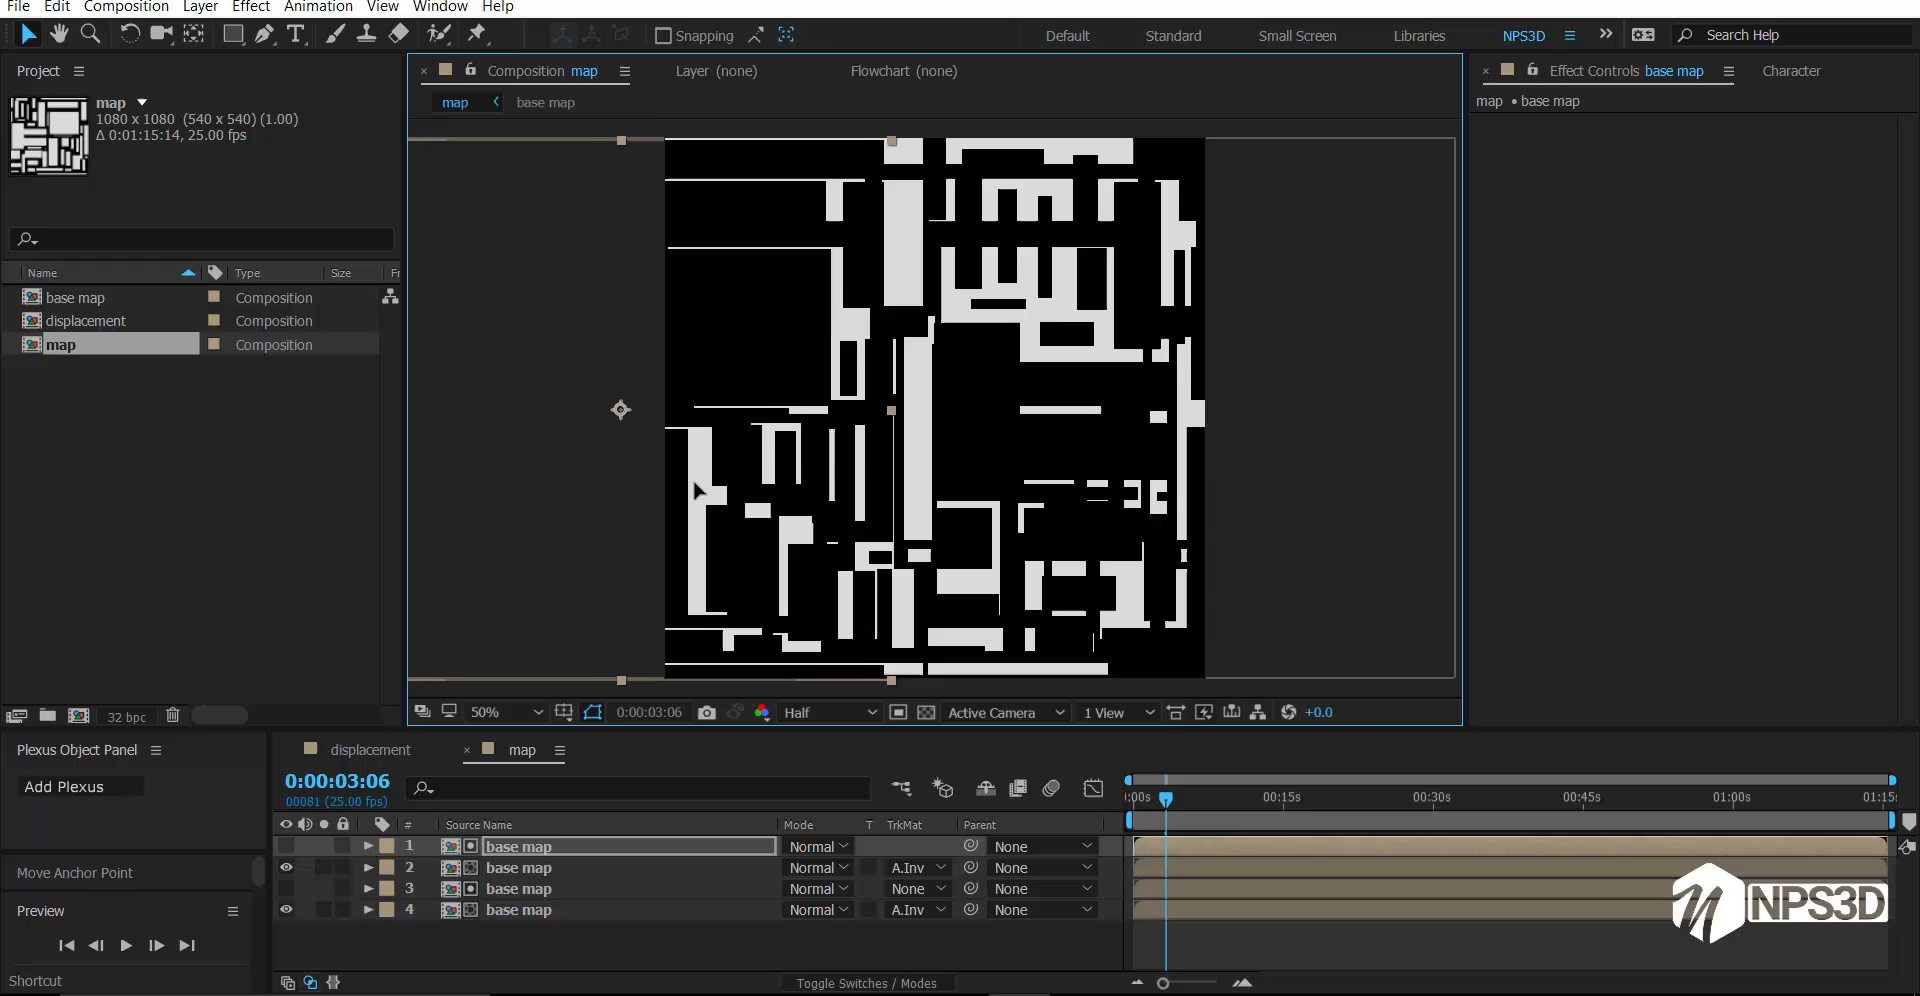 File Edit Composition Layer Effect Animation View Window Help
Snapping Default Standard Small Screen Libraries NPS3D Search Help
Project
Composition map Layer (none) Flowchart (none)
Effect Controls base map Character
map
1080 x 1080 (540 x 540) (1.00)
Δ 0:01:15:14, 25.00 fps
map base map
map • base map
Name Type Size Fr
base map Composition
displacement Composition
map Composition
32 bpc
50% 0:00:03:06 Half Active Camera 1 View +0.0
Plexus Object Panel
Add Plexus
displacement map
0:00:03:06
00081 (25.00 fps)
:00s 00:15s 00:30s 00:45s 01:00s 01:15s
# Source Name Mode T TrkMat Parent
1 base map Normal None
2 base map Normal A.Inv None
3 base map Normal None None
4 base map Normal A.Inv None
Move Anchor Point
Preview
Shortcut
Toggle Switches / Modes
NPS3D